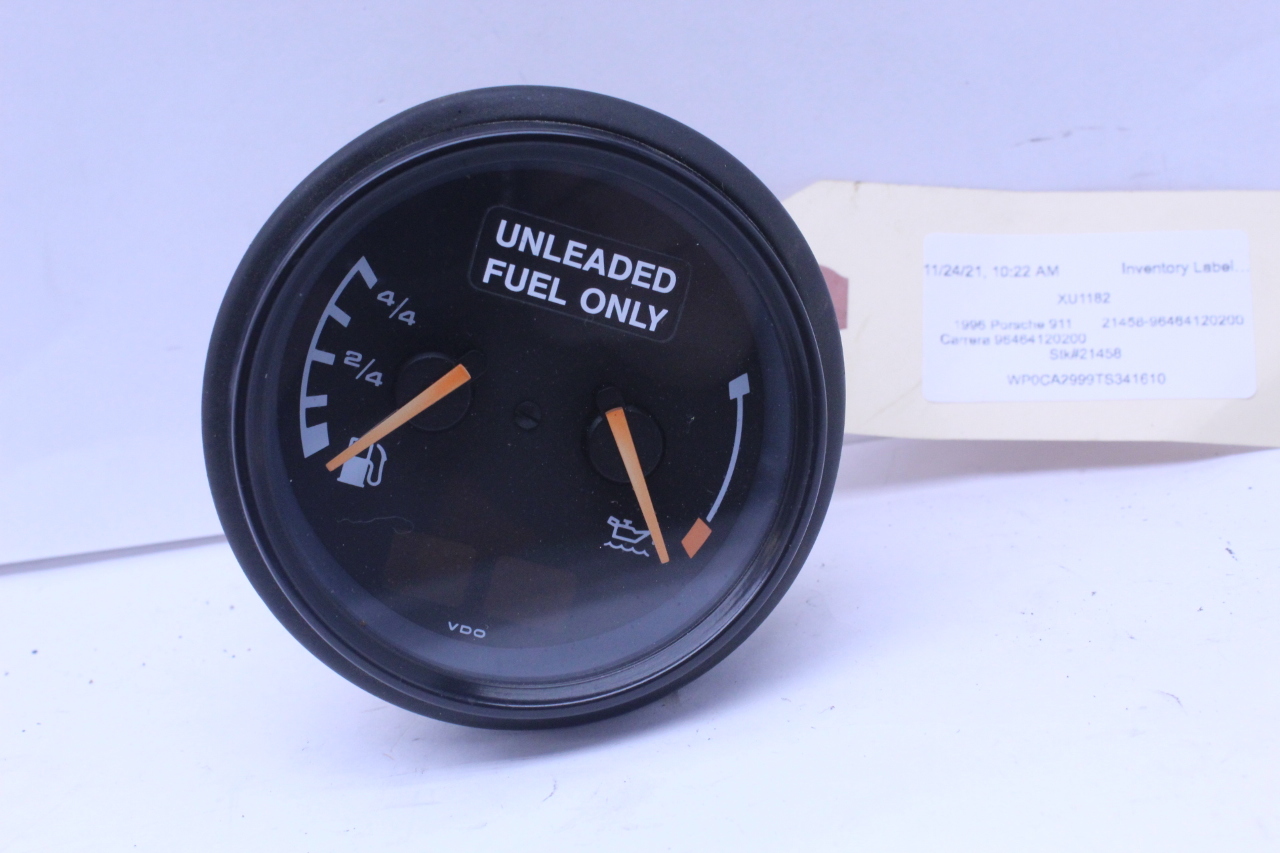 UNLEADED
FUEL ONLY
4/4
2/4
VDO
11/24/21, 10:22 AM Inventory Label...
XU1182
1996 Porsche 911 21458-96464120200
Carrera 96464120200
Stk#21458
WP0CA2999TS341610